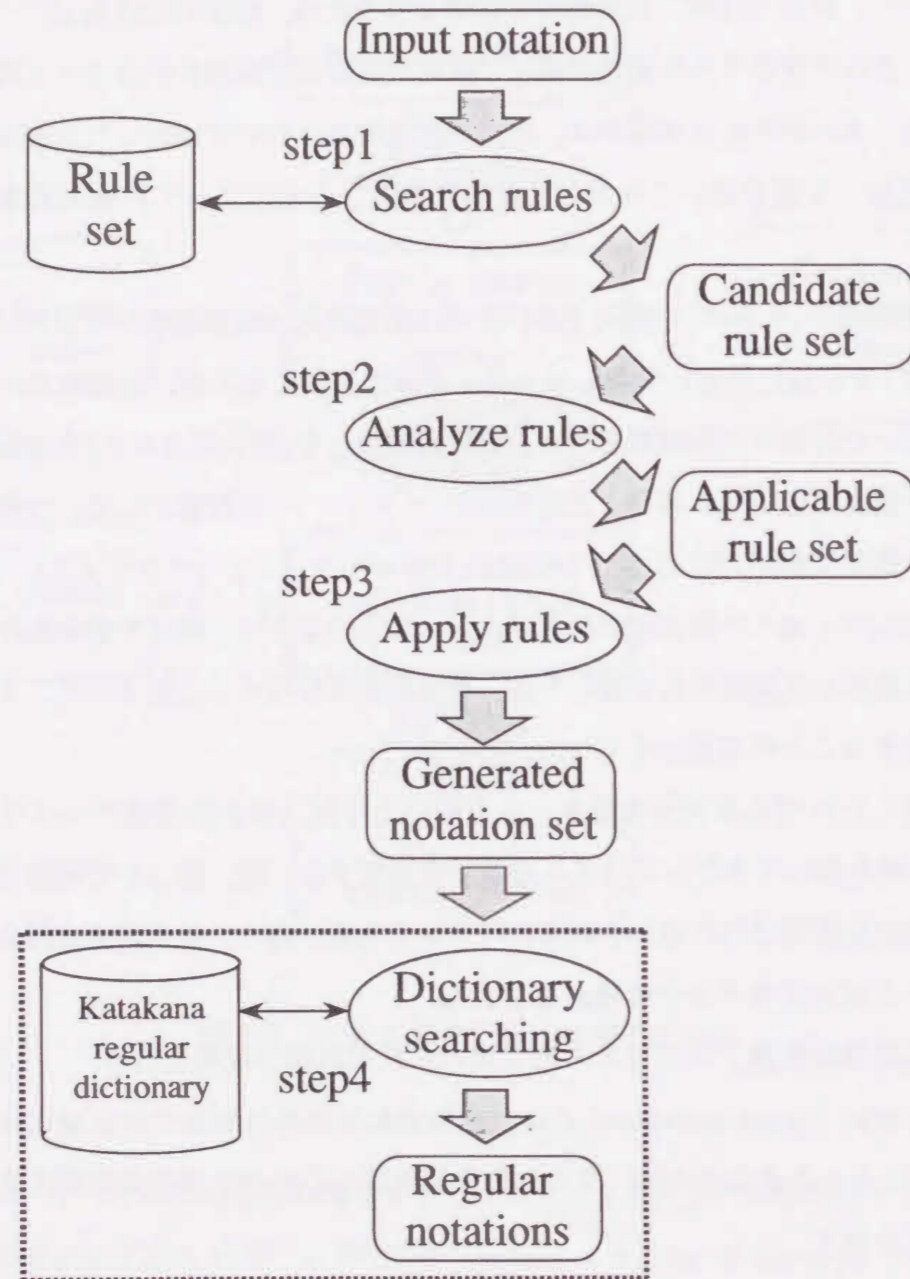 Input notation
step1
Rule
set
Search rules
Candidate
rule set
step2
Analyze rules
Applicable
rule set
step3
Apply rules
Generated
notation set
Katakana
regular
dictionary
Dictionary
searching
step4
Regular
notations